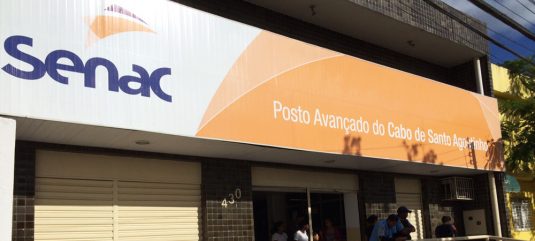 Senac
Posto Avançado do Cabo de Santo Agostinho
430